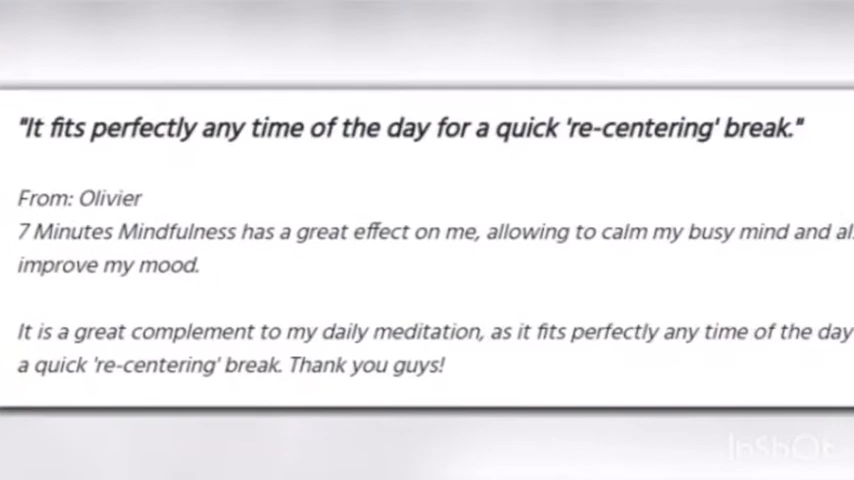 "It fits perfectly any time of the day for a quick 're-centering' break."
From: Olivier
7 Minutes Mindfulness has a great effect on me, allowing to calm my busy mind and
improve my mood.
It is a great complement to my daily meditation, as it fits perfectly any time of the day
a quick 're-centering' break. Thank you guys!
InShOt